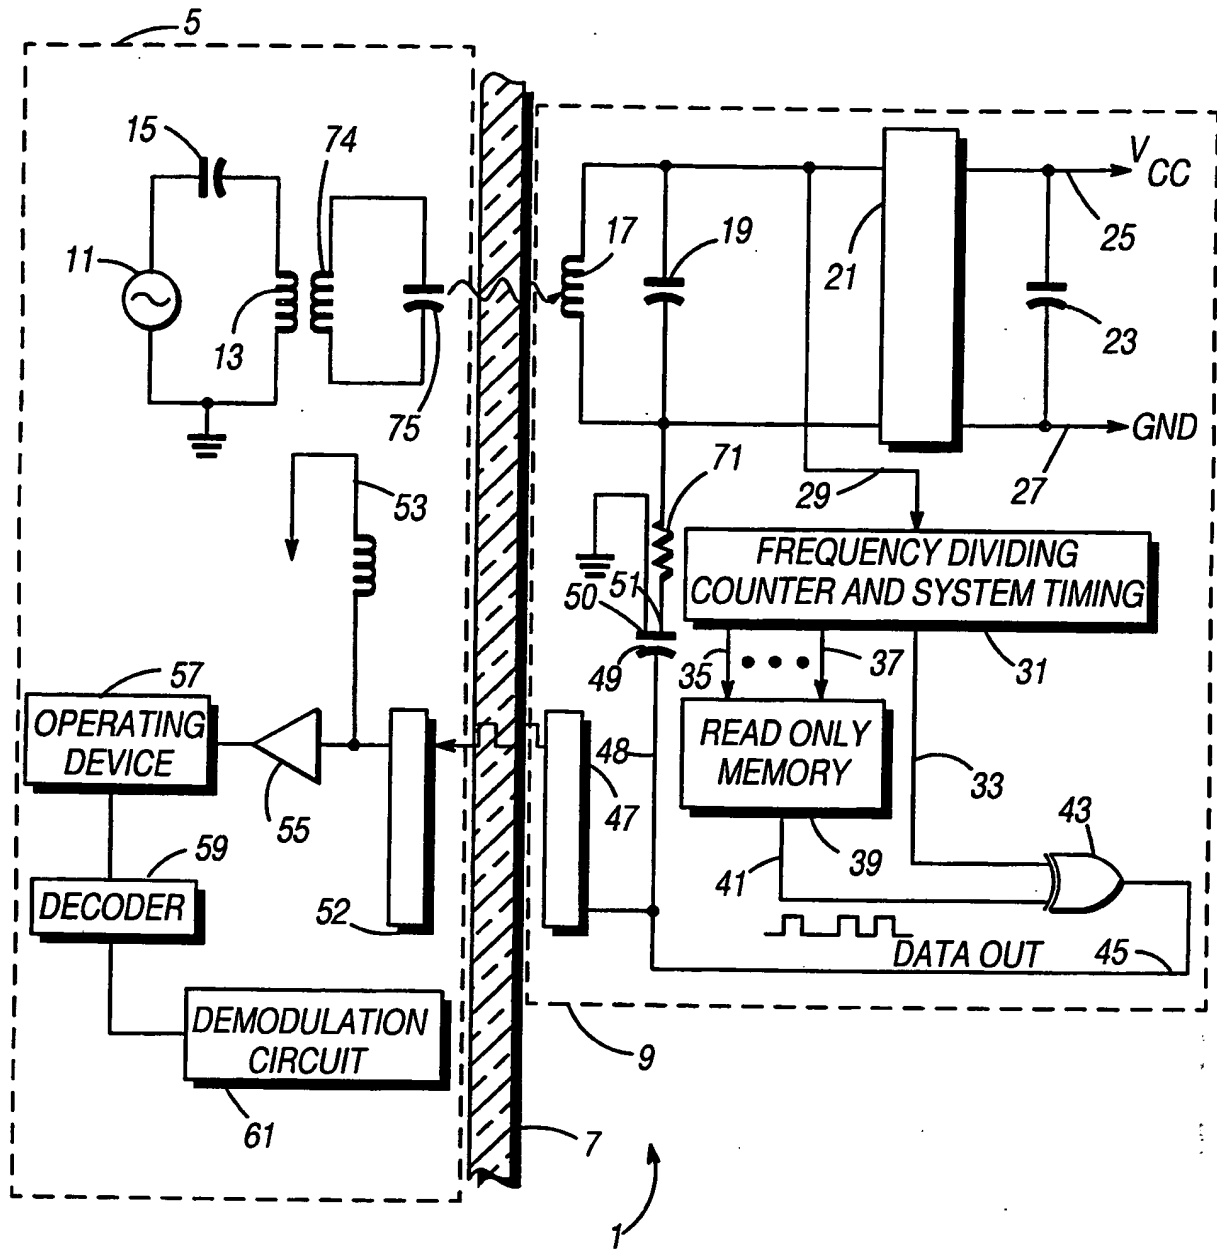 5
15
74
11
13
75
17
19
21
V
CC
25
23
GND
27
29
71
53
FREQUENCY DIVIDING
COUNTER AND SYSTEM TIMING
51
50
49
35
37
31
57
OPERATING
DEVICE
55
READ ONLY
MEMORY
48
47
33
39
41
43
59
DECODER
52
DATA OUT
45
DEMODULATION
CIRCUIT
61
9
7
1